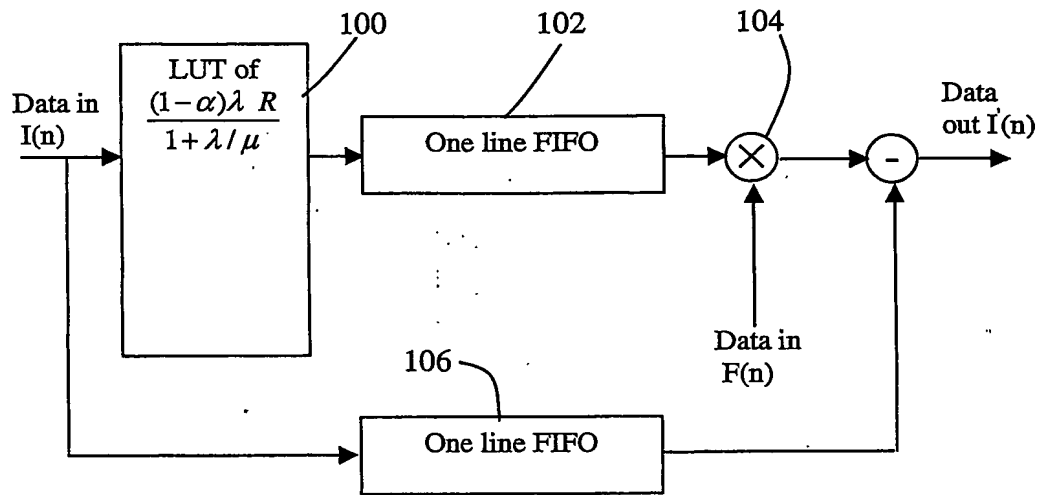 100
102
104
LUT of
(1-α)λ R
1+λ/μ
Data in
I(n)
One line FIFO
×
-
Data
out I'(n)
Data in
F(n)
106
One line FIFO